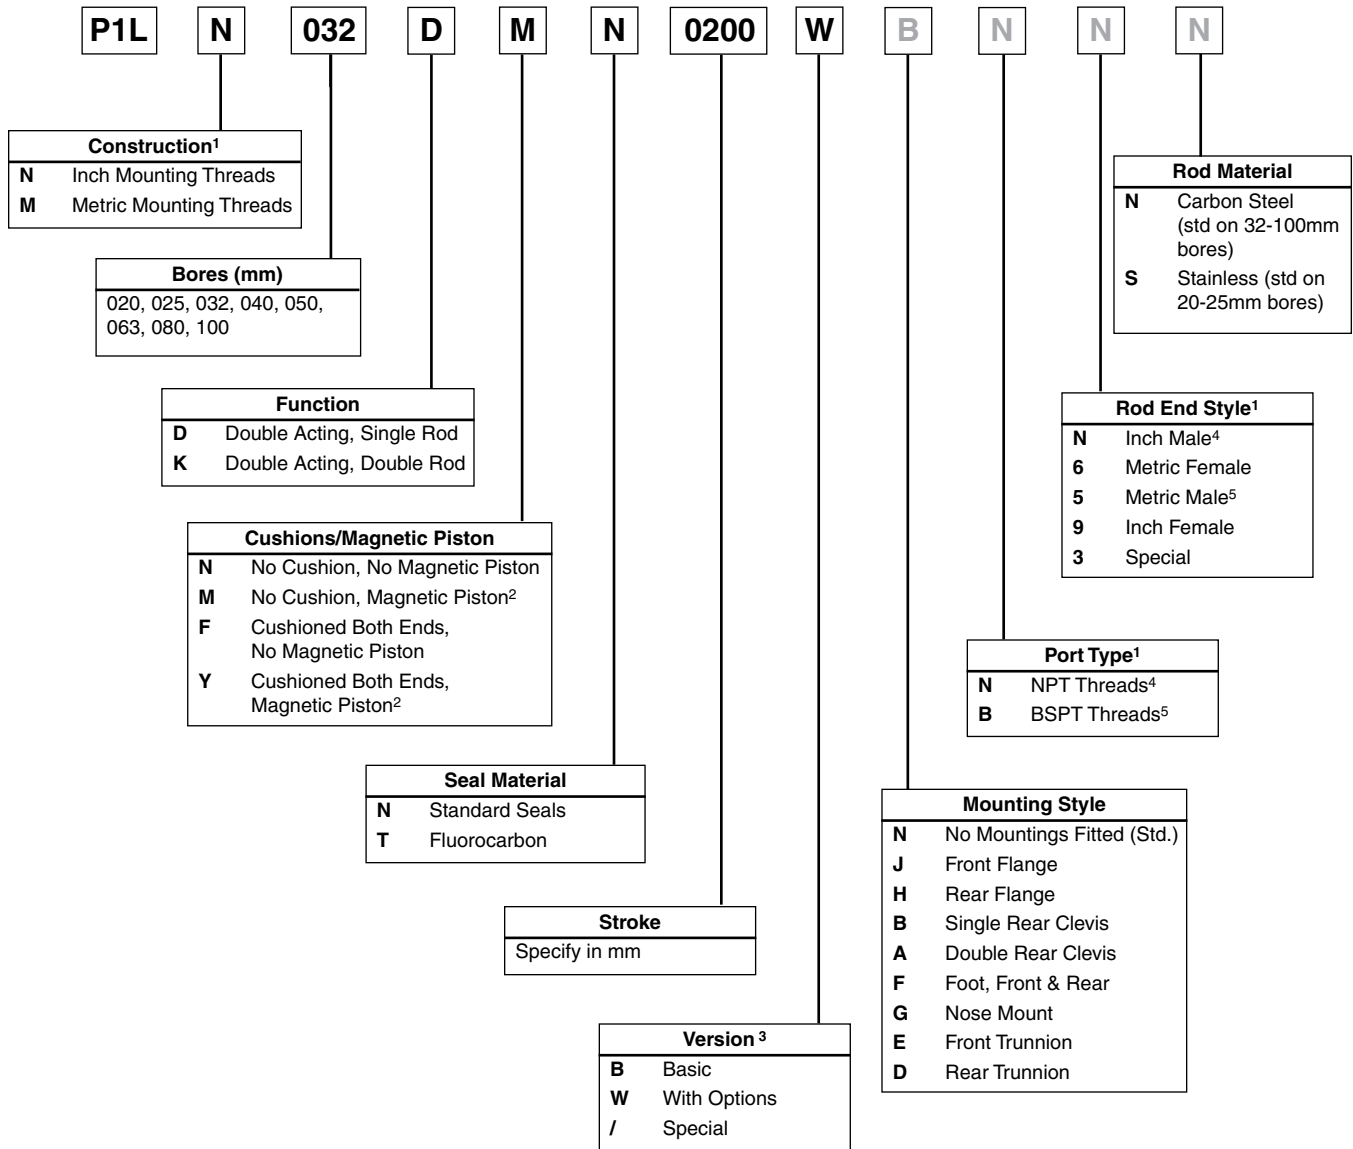 P1L N 032 D M N 0200 W B N N N
Construction¹
N Inch Mounting Threads
M Metric Mounting Threads
Bores (mm)
020, 025, 032, 040, 050,
063, 080, 100
Function
D Double Acting, Single Rod
K Double Acting, Double Rod
Cushions/Magnetic Piston
N No Cushion, No Magnetic Piston
M No Cushion, Magnetic Piston²
F Cushioned Both Ends,
No Magnetic Piston
Y Cushioned Both Ends,
Magnetic Piston²
Seal Material
N Standard Seals
T Fluorocarbon
Stroke
Specify in mm
Version ³
B Basic
W With Options
/ Special
Mounting Style
N No Mountings Fitted (Std.)
J Front Flange
H Rear Flange
B Single Rear Clevis
A Double Rear Clevis
F Foot, Front & Rear
G Nose Mount
E Front Trunnion
D Rear Trunnion
Port Type¹
N NPT Threads⁴
B BSPT Threads⁵
Rod End Style¹
N Inch Male⁴
6 Metric Female
5 Metric Male⁵
9 Inch Female
3 Special
Rod Material
N Carbon Steel
(std on 32-100mm
bores)
S Stainless (std on
20-25mm bores)